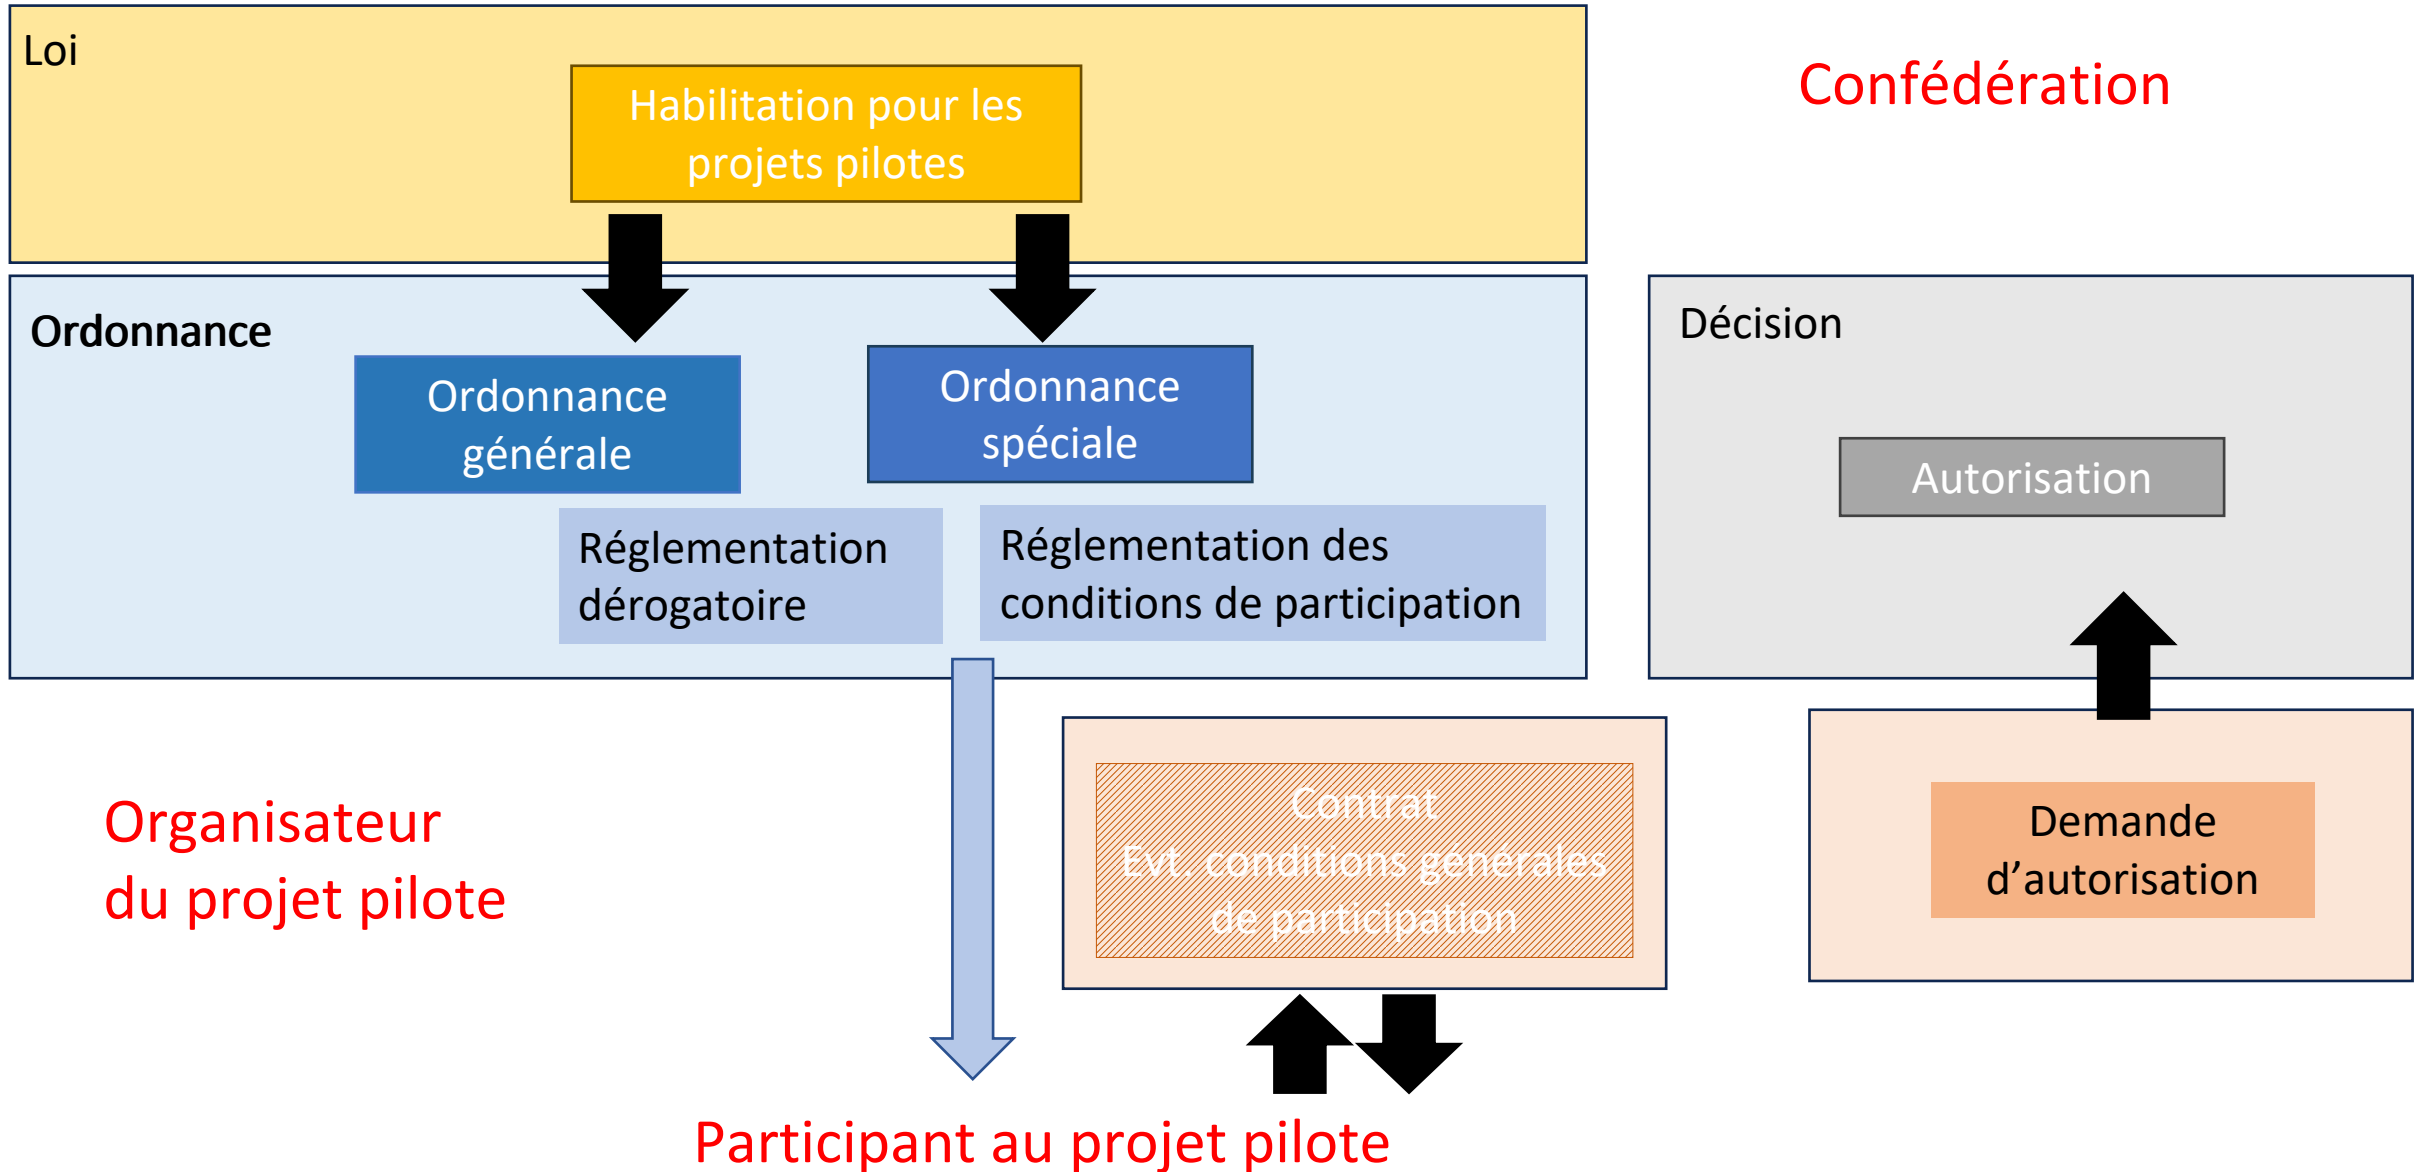 Loi
Habilitation pour les
projets pilotes
Confédération
Ordonnance
Ordonnance
générale
Ordonnance
spéciale
Réglementation
dérogatoire
Réglementation des
conditions de participation
Décision
Autorisation
Organisateur
du projet pilote
Contrat
Evt. conditions générales
de participation
Demande
d’autorisation
Participant au projet pilote